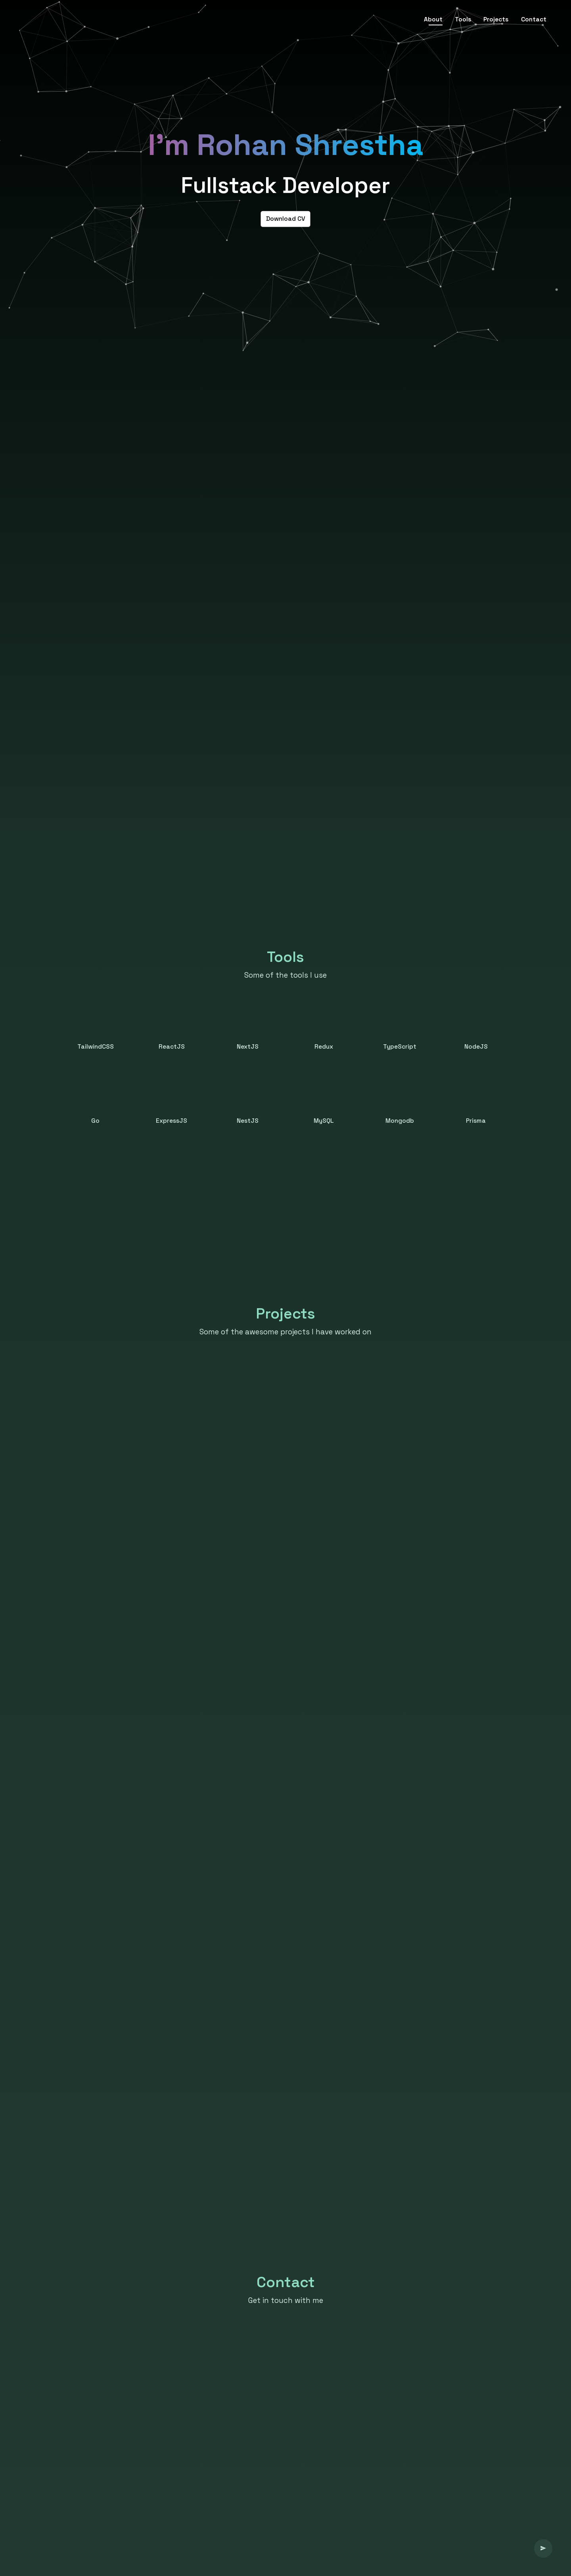 About Tools Projects Contact
I'm Rohan Shrestha
Fullstack Developer
Download CV
Tools
Some of the tools I use
TailwindCSS ReactJS NextJS Redux TypeScript NodeJS
Go ExpressJS NestJS MySQL Mongodb Prisma
Projects
Some of the awesome projects I have worked on
Contact
Get in touch with me